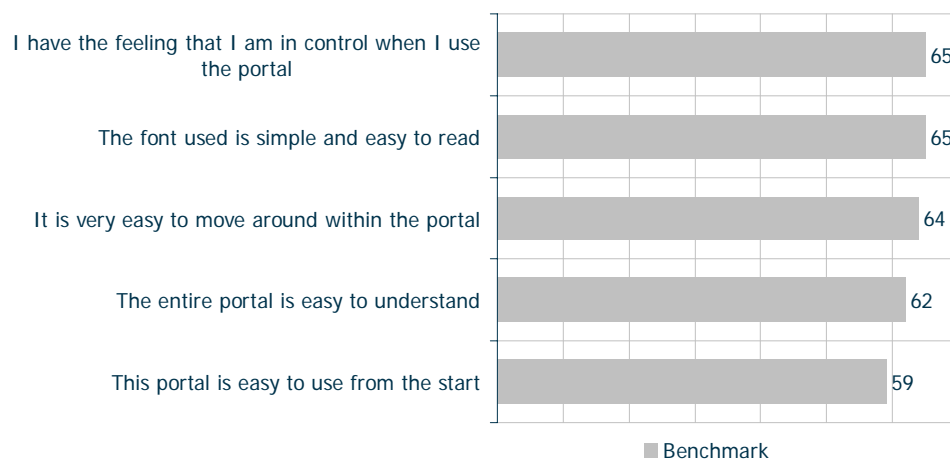 I have the feeling that I am in control when I use
the portal
65
The font used is simple and easy to read
65
It is very easy to move around within the portal
64
The entire portal is easy to understand
62
This portal is easy to use from the start
59
Benchmark